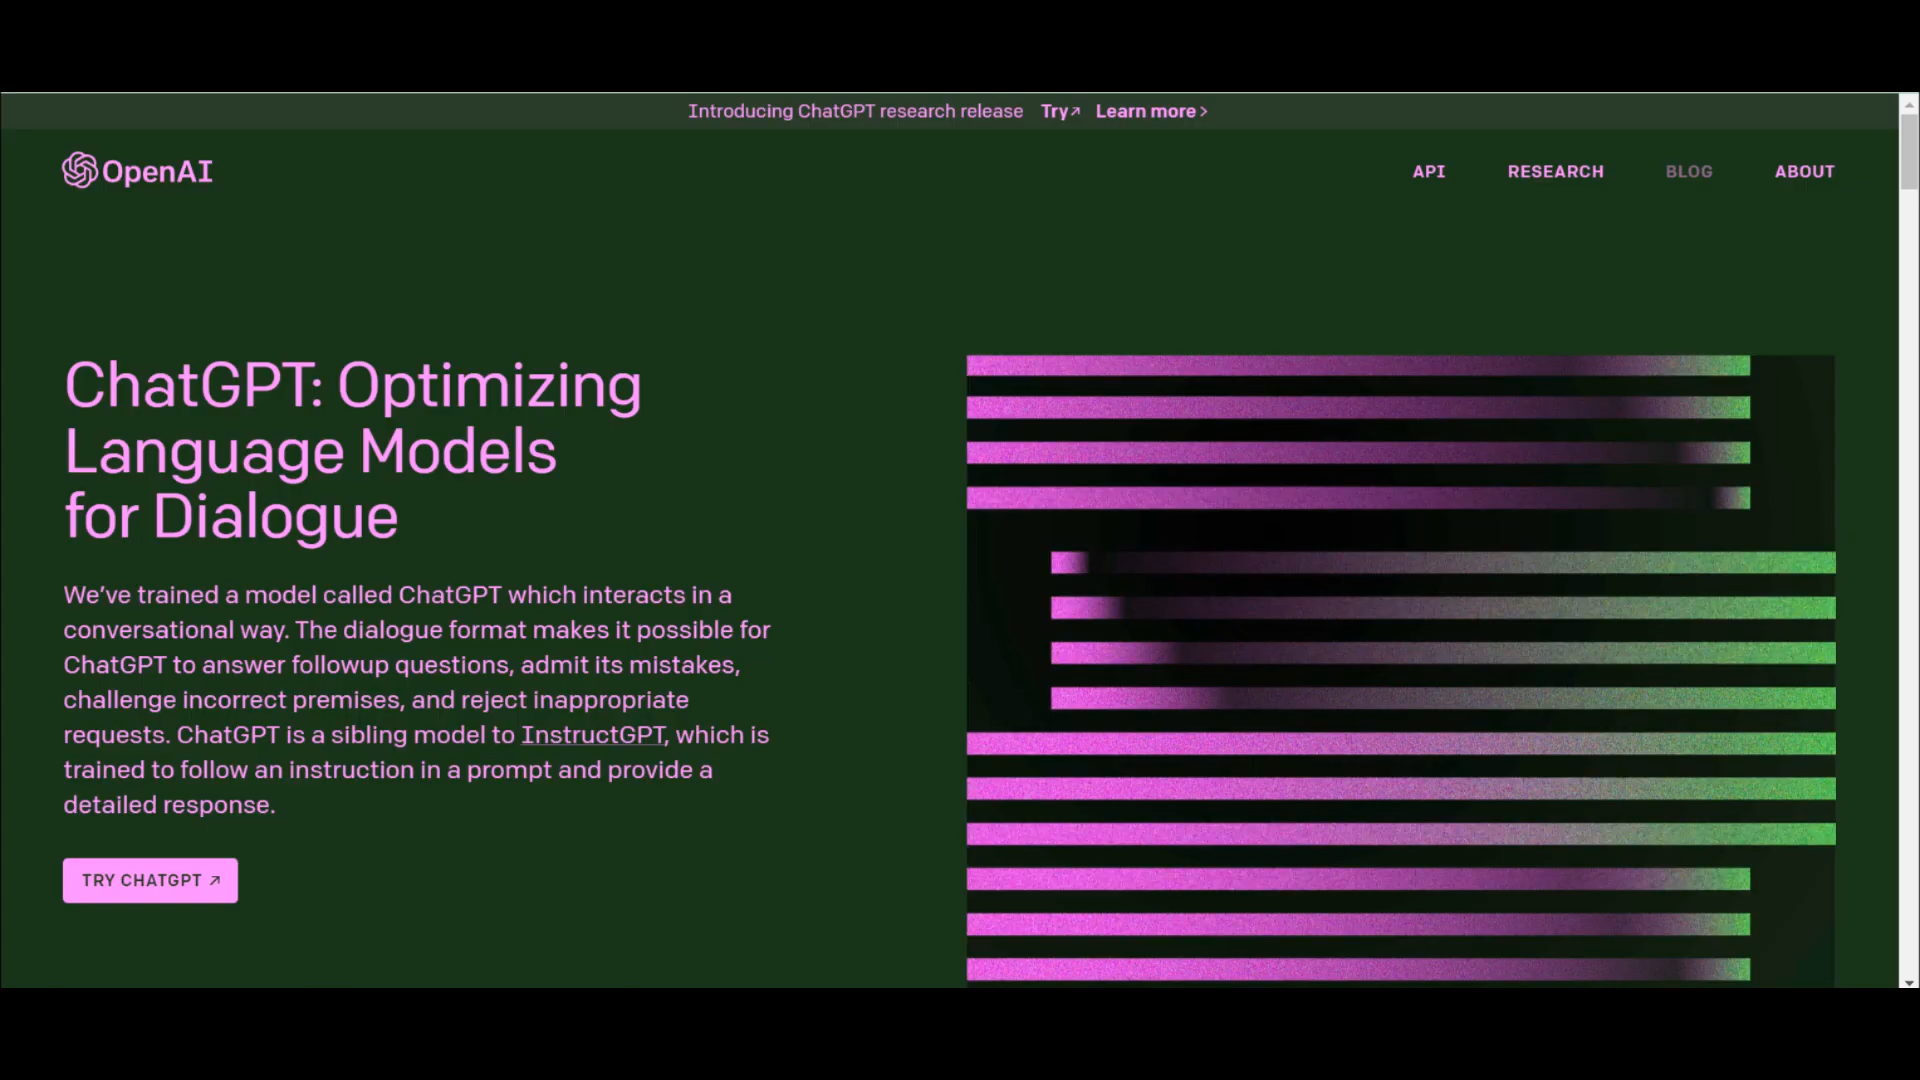 Introducing ChatGPT research release Try↗ Learn more >
OpenAI
API RESEARCH BLOG ABOUT
ChatGPT: Optimizing
Language Models
for Dialogue
We’ve trained a model called ChatGPT which interacts in a
conversational way. The dialogue format makes it possible for
ChatGPT to answer followup questions, admit its mistakes,
challenge incorrect premises, and reject inappropriate
requests. ChatGPT is a sibling model to InstructGPT, which is
trained to follow an instruction in a prompt and provide a
detailed response.
TRY CHATGPT ↗